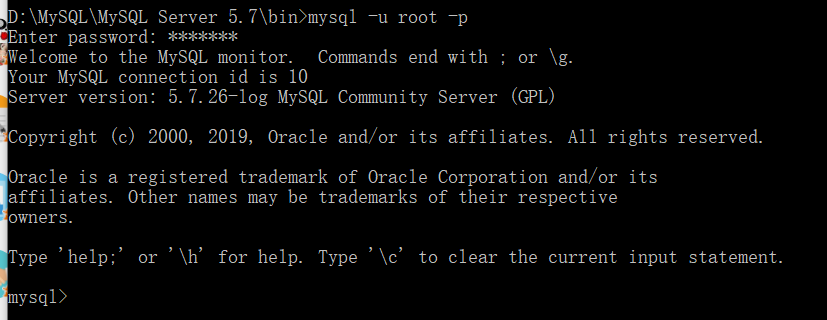 D:\MySQL\MySQL Server 5.7\bin>mysql -u root -p
Enter password: *******
Welcome to the MySQL monitor.  Commands end with ; or \g.
Your MySQL connection id is 10
Server version: 5.7.26-log MySQL Community Server (GPL)
Copyright (c) 2000, 2019, Oracle and/or its affiliates. All rights reserved.
Oracle is a registered trademark of Oracle Corporation and/or its
affiliates. Other names may be trademarks of their respective
owners.
Type 'help;' or '\h' for help. Type '\c' to clear the current input statement.
mysql>